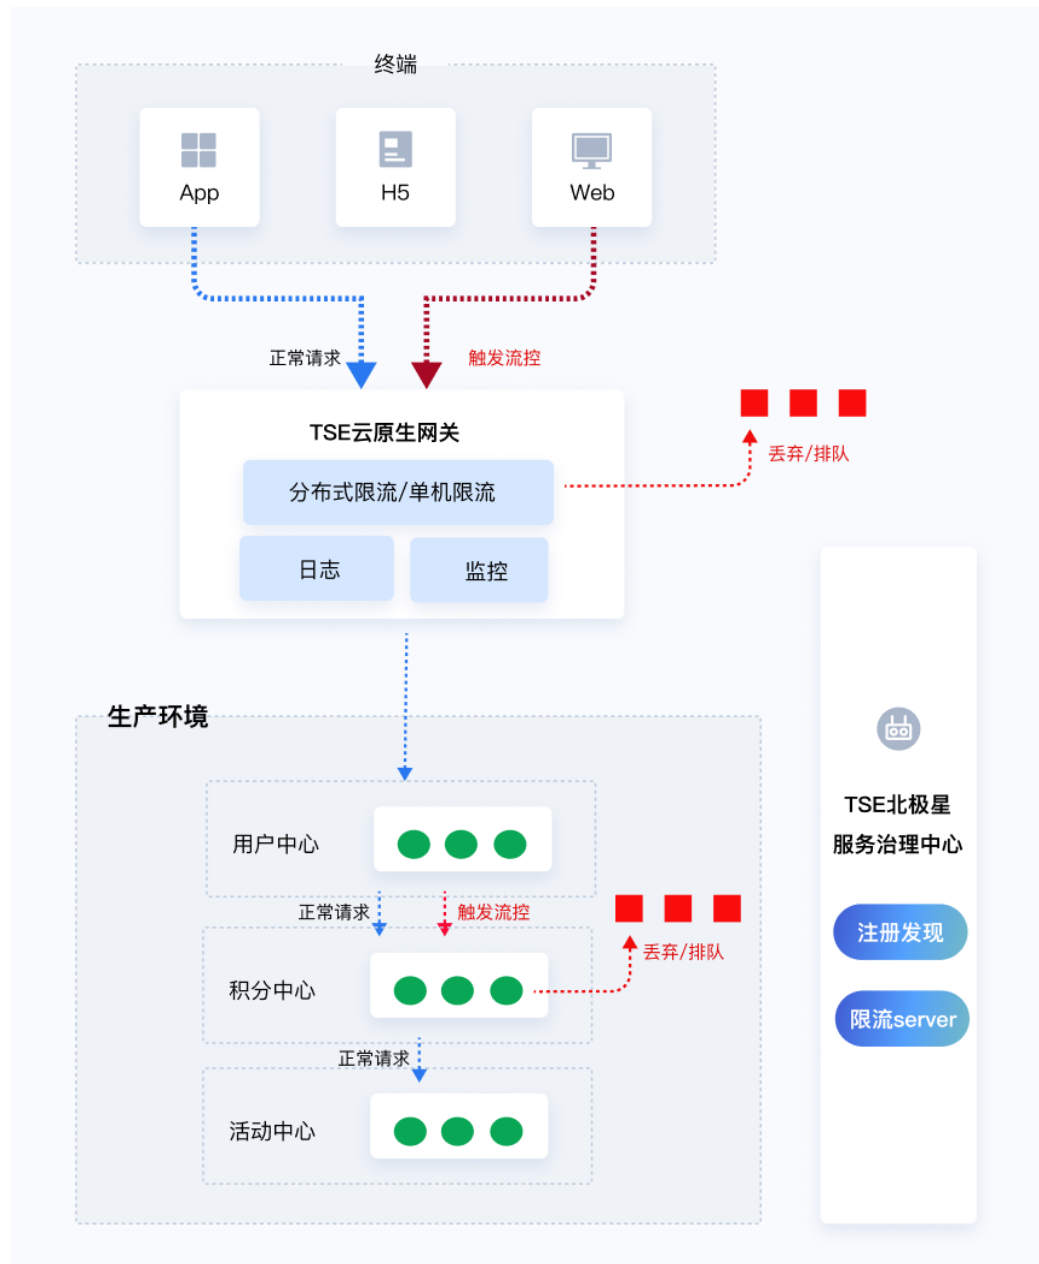 终端
App
H5
Web
正常请求
触发流控
TSE云原生网关
分布式限流/单机限流
日志
监控
丢弃/排队
生产环境
用户中心
正常请求
触发流控
丢弃/排队
积分中心
正常请求
活动中心
TSE北极星
服务治理中心
注册发现
限流server